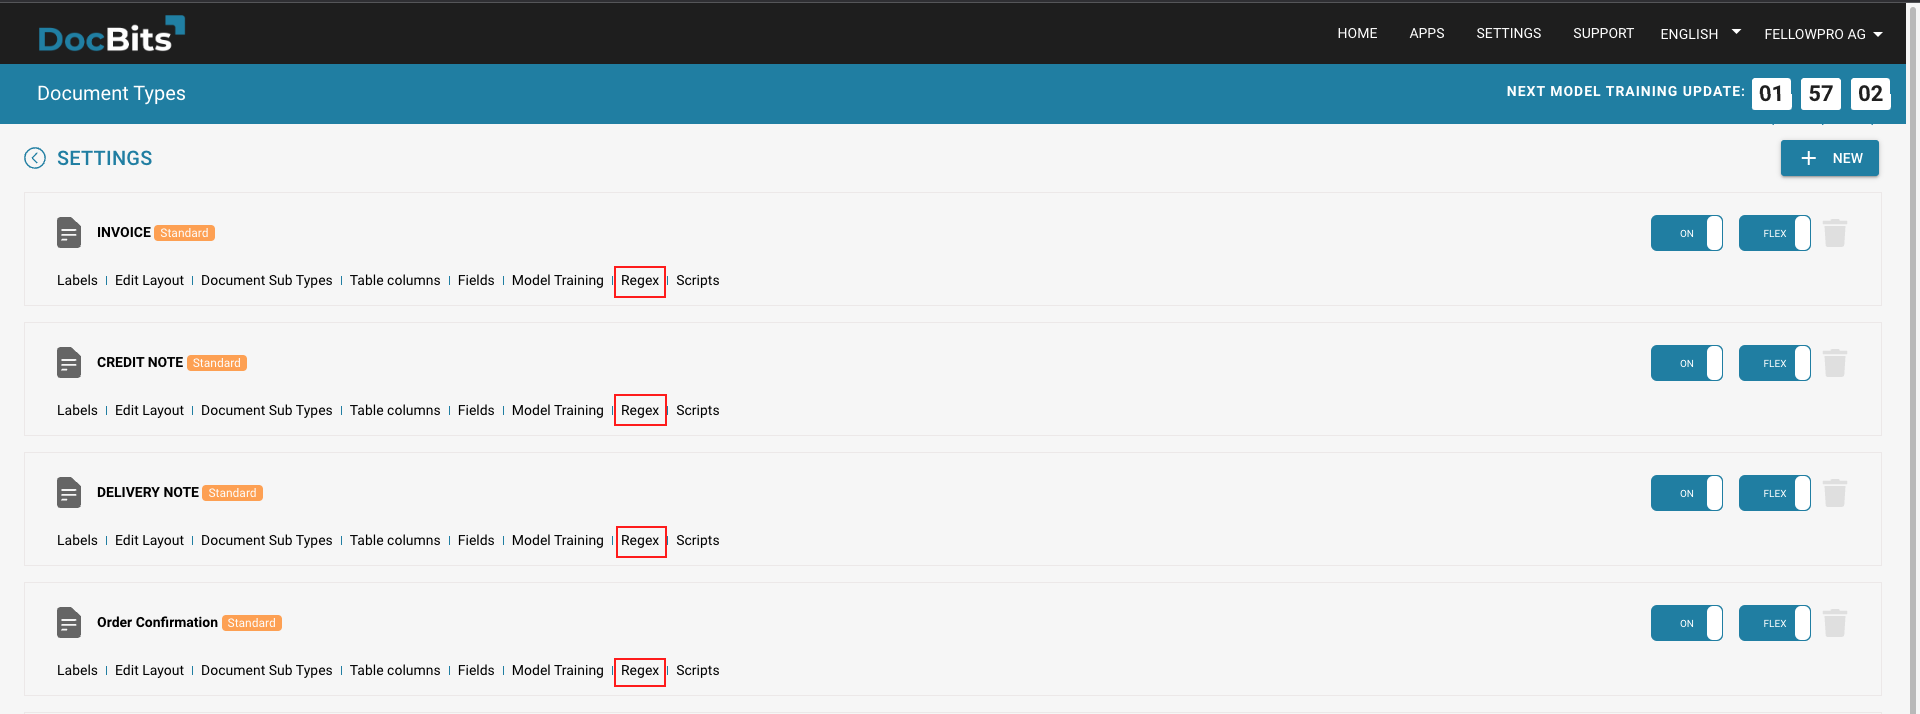 DocBits
HOME APPS SETTINGS SUPPORT ENGLISH FELLOWPRO AG
Document Types
NEXT MODEL TRAINING UPDATE: 01 57 02
SETTINGS
NEW
INVOICE Standard
ON FLEX
Labels Edit Layout Document Sub Types Table columns Fields Model Training Regex Scripts
CREDIT NOTE Standard
ON FLEX
Labels Edit Layout Document Sub Types Table columns Fields Model Training Regex Scripts
DELIVERY NOTE Standard
ON FLEX
Labels Edit Layout Document Sub Types Table columns Fields Model Training Regex Scripts
Order Confirmation Standard
ON FLEX
Labels Edit Layout Document Sub Types Table columns Fields Model Training Regex Scripts